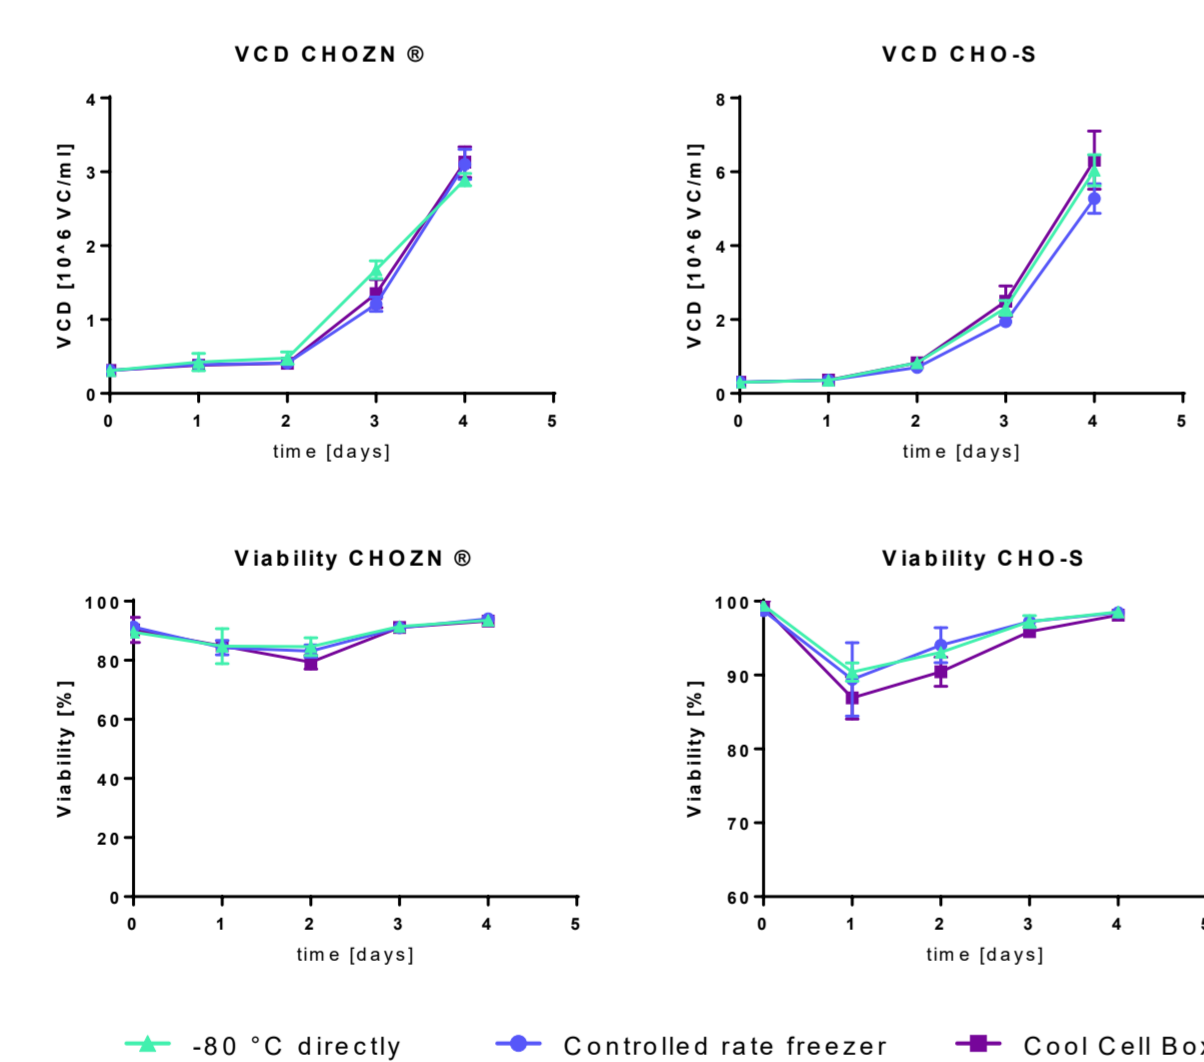 VCD CHOZN ®
VCD [10^6 VC/ml]
4
3
2
1
0
0 1 2 3 4 5
time [days]
VCD CHO-S
VCD [10^6 VC/ml]
8
6
4
2
0
0 1 2 3 4 5
time [days]
Viability CHOZN ®
Viability [%]
100
80
60
40
20
0
0 1 2 3 4 5
time [days]
Viability CHO-S
Viability [%]
100
90
80
70
60
0 1 2 3 4
time [days]
-80 °C directly Controlled rate freezer Cool Cell